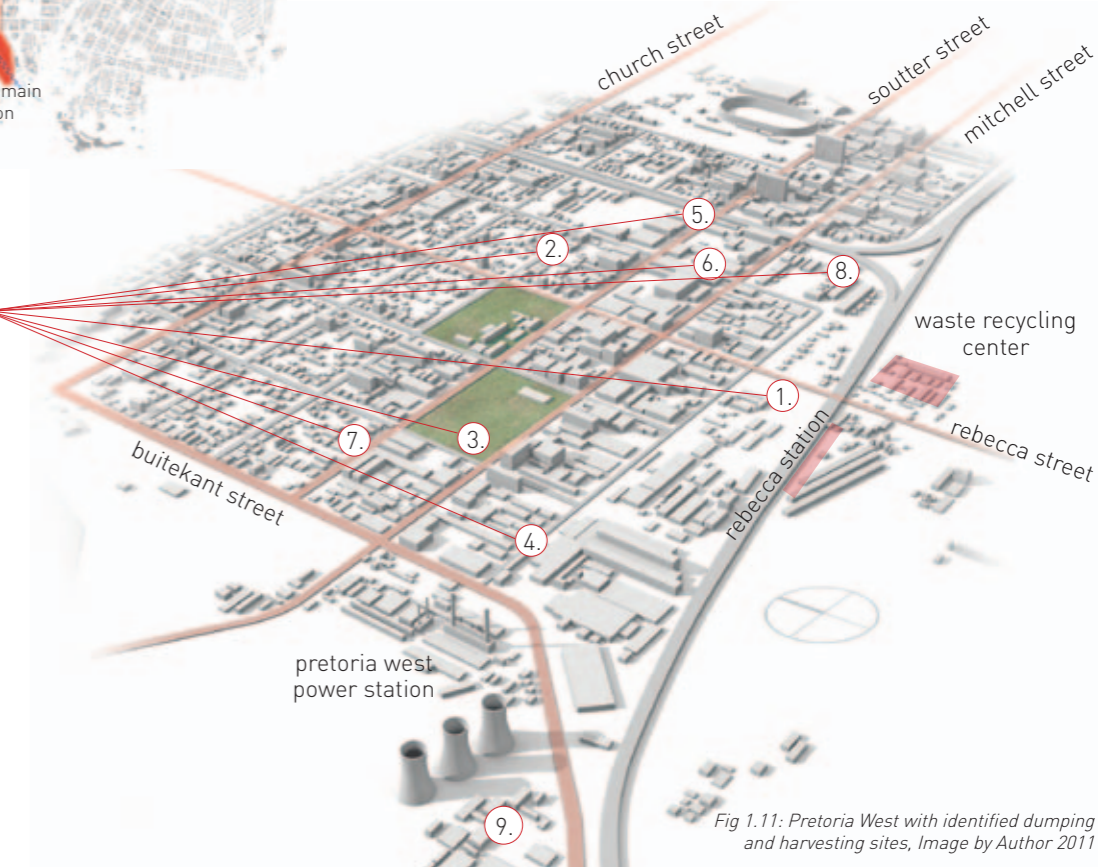 main
on
church street
soutter street
mitchell street
5.
2.
6.
8.
waste recycling
center
1.
rebecca street
7.
3.
rebecca station
buitekant street
4.
pretoria west
power station
9.
Fig 1.11: Pretoria West with identified dumping
and harvesting sites, Image by Author 2011